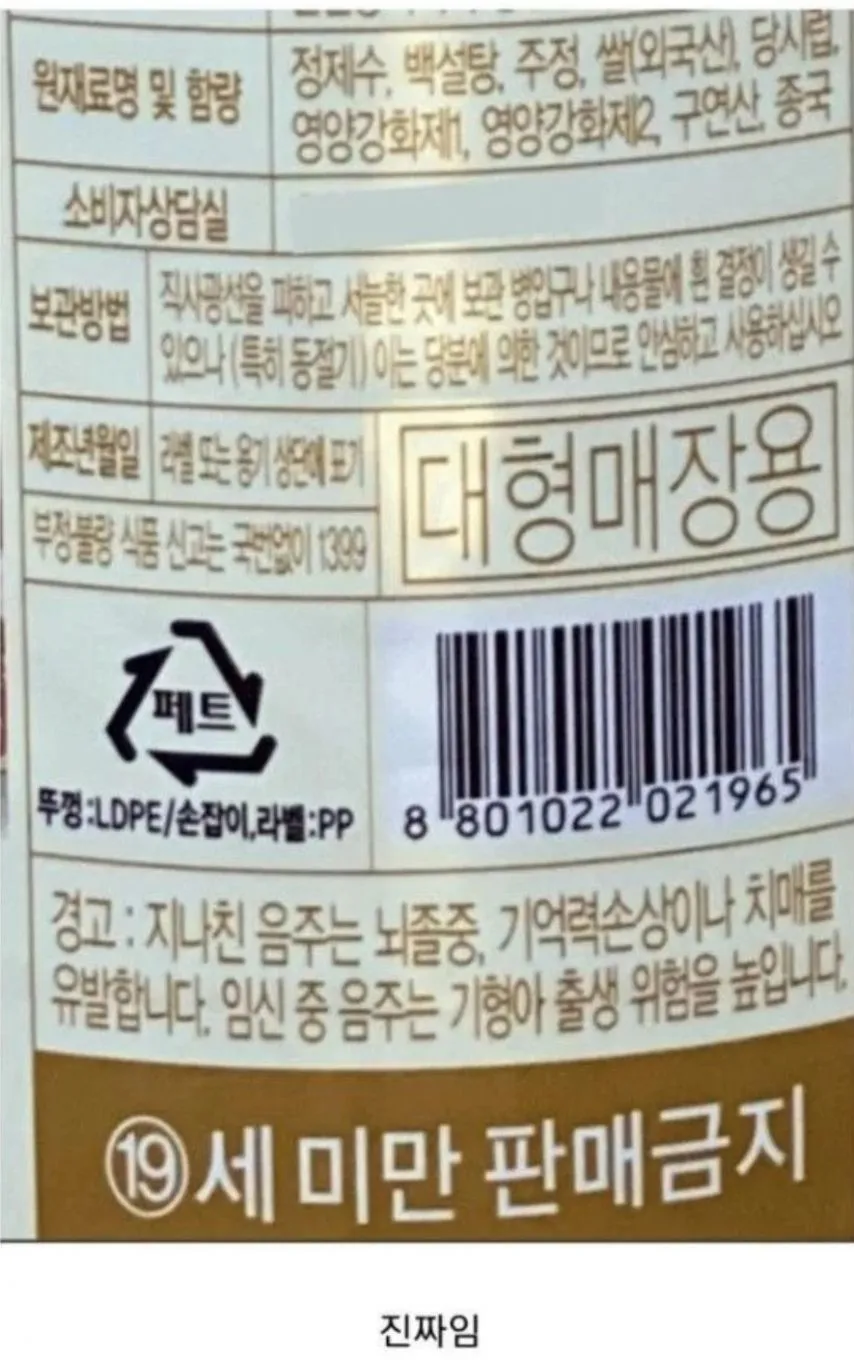 원재료명 및 함량
정제수, 백설탕, 주정, 쌀(외국산), 당시럽,
영양강화제1, 영양강화제2, 구연산, 종국
소비자상담실
보관방법
직사광선을 피하고 서늘한 곳에 보관 병입구나 내용물에 흰 결정이 생길 수
있으나 (특히 동절기) 이는 당분에 의한 것이므로 안심하고 사용하십시오
제조년월일
라벨 또는 용기 상단에 표기
대형매장용
부정·불량 식품 신고는 국번없이 1399
페트
뚜껑:LDPE/손잡이,라벨:PP
8 801022 021965
경고 : 지나친 음주는 뇌졸중, 기억력손상이나 치매를
유발합니다. 임신 중 음주는 기형아 출생 위험을 높입니다.
⑲세 미만 판매금지
진짜임